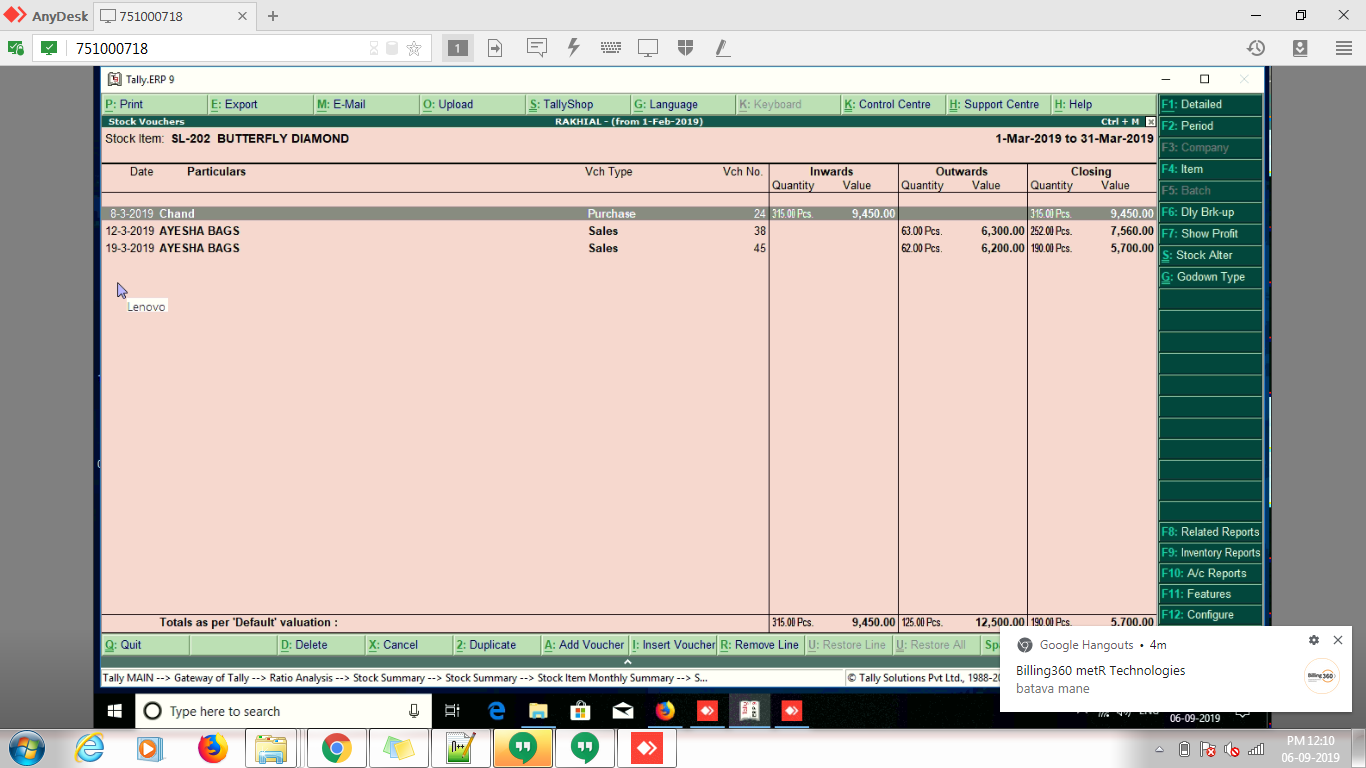 AnyDesk 751000718
751000718 1
Tally.ERP 9
P: Print E: Export M: E-Mail O: Upload S: TallyShop G: Language K: Keyboard K: Control Centre H: Support Centre H: Help
Stock Vouchers RAKHIAL - (from 1-Feb-2019) Ctrl + M
Stock Item: SL-202 BUTTERFLY DIAMOND 1-Mar-2019 to 31-Mar-2019
Date Particulars Vch Type Vch No. Inwards Outwards Closing
Quantity Value Quantity Value Quantity Value
8-3-2019 Chand Purchase 24 315.00 Pcs. 9,450.00 315.00 Pcs. 9,450.00
12-3-2019 AYESHA BAGS Sales 38 63.00 Pcs. 6,300.00 252.00 Pcs. 7,560.00
19-3-2019 AYESHA BAGS Sales 45 62.00 Pcs. 6,200.00 190.00 Pcs. 5,700.00
Lenovo
Totals as per 'Default' valuation : 315.00 Pcs. 9,450.00 125.00 Pcs. 12,500.00 190.00 Pcs. 5,700.00
F1: Detailed
F2: Period
F3: Company
F4: Item
F5: Batch
F6: Dly Brk-up
F7: Show Profit
S: Stock Alter
G: Godown Type
F8: Related Reports
F9: Inventory Reports
F10: A/c Reports
F11: Features
F12: Configure
Q: Quit D: Delete X: Cancel 2: Duplicate A: Add Voucher I: Insert Voucher R: Remove Line U: Restore Line U: Restore All
Tally MAIN --> Gateway of Tally --> Ratio Analysis --> Stock Summary --> Stock Summary --> Stock Item Monthly Summary --> S... © Tally Solutions Pvt Ltd., 1988-20
Google Hangouts • 4m
Billing360 metR Technologies
batava mane
Billing360
Type here to search
06-09-2019
PM 12:10
06-09-2019